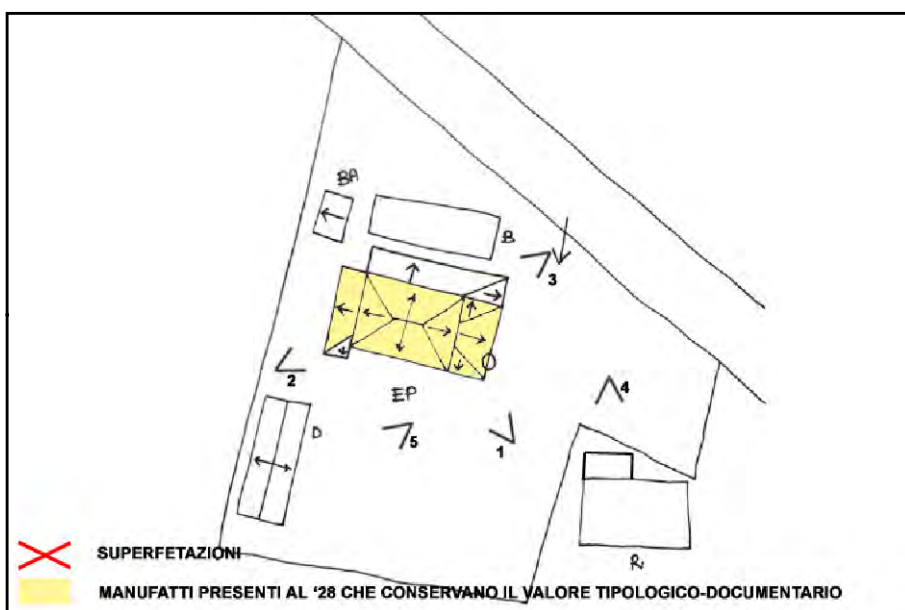 BA
B
3
2
EP
4
D
5
1
R
SUPERFETAZIONI
MANUFATTI PRESENTI AL '28 CHE CONSERVANO IL VALORE TIPOLOGICO-DOCUMENTARIO